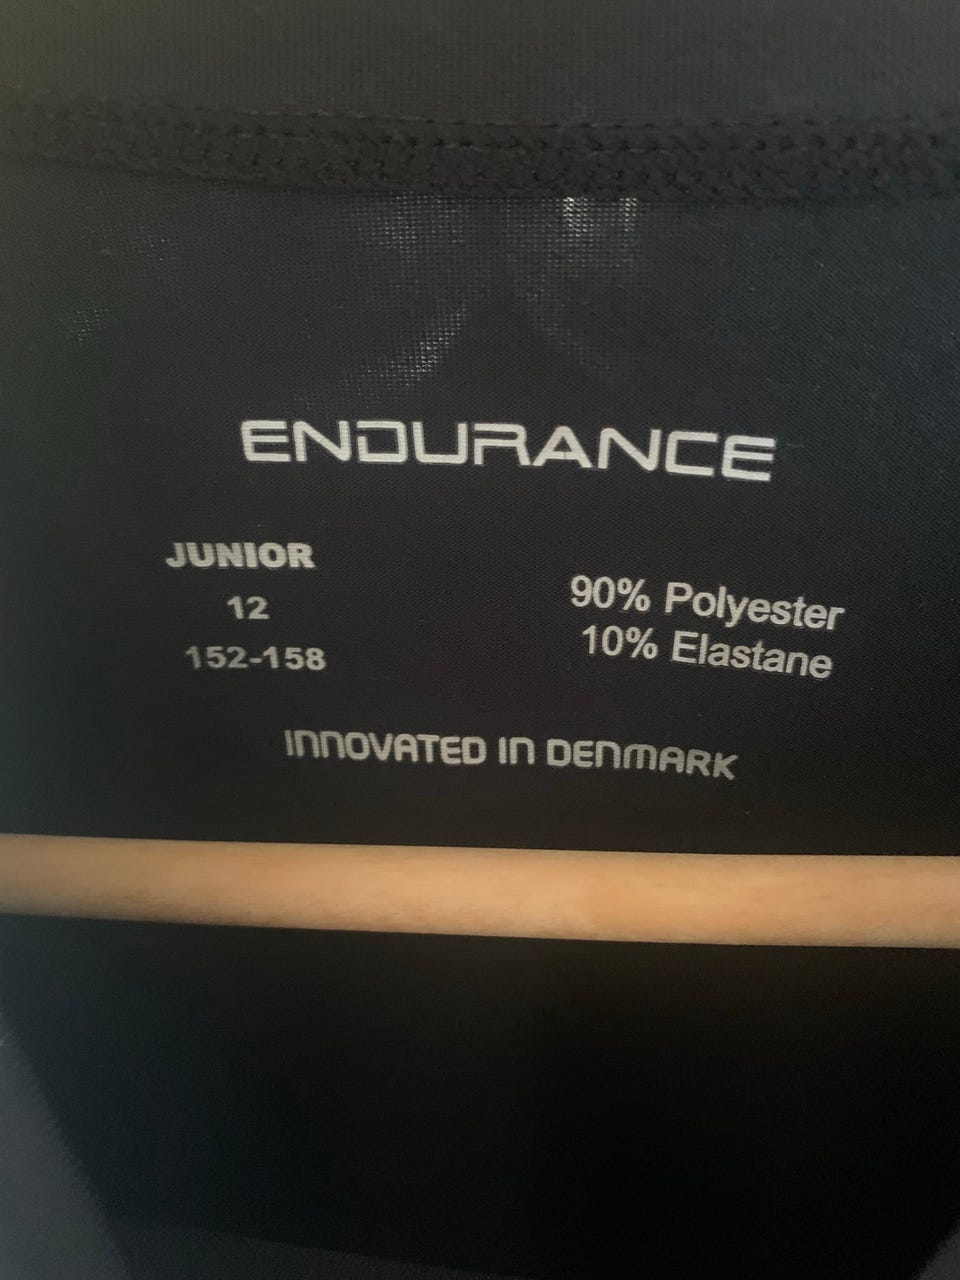 ENDURANCE
JUNIOR
12
152-158
90% Polyester
10% Elastane
INNOVATED IN DENMARK